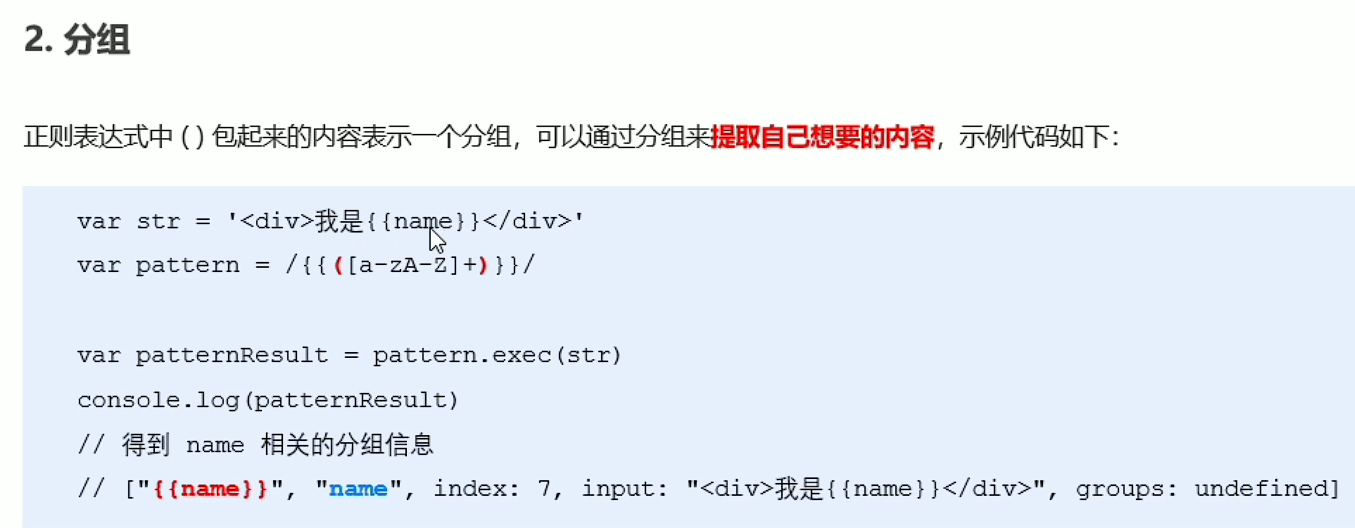 2. 分组
正则表达式中 ( ) 包起来的内容表示一个分组，可以通过分组来提取自己想要的内容，示例代码如下：
var str = '<div>我是{{name}}</div>'
var pattern = /{{([a-zA-Z]+)}}/
var patternResult = pattern.exec(str)
console.log(patternResult)
// 得到 name 相关的分组信息
// ["{{name}}", "name", index: 7, input: "<div>我是{{name}}</div>", groups: undefined]